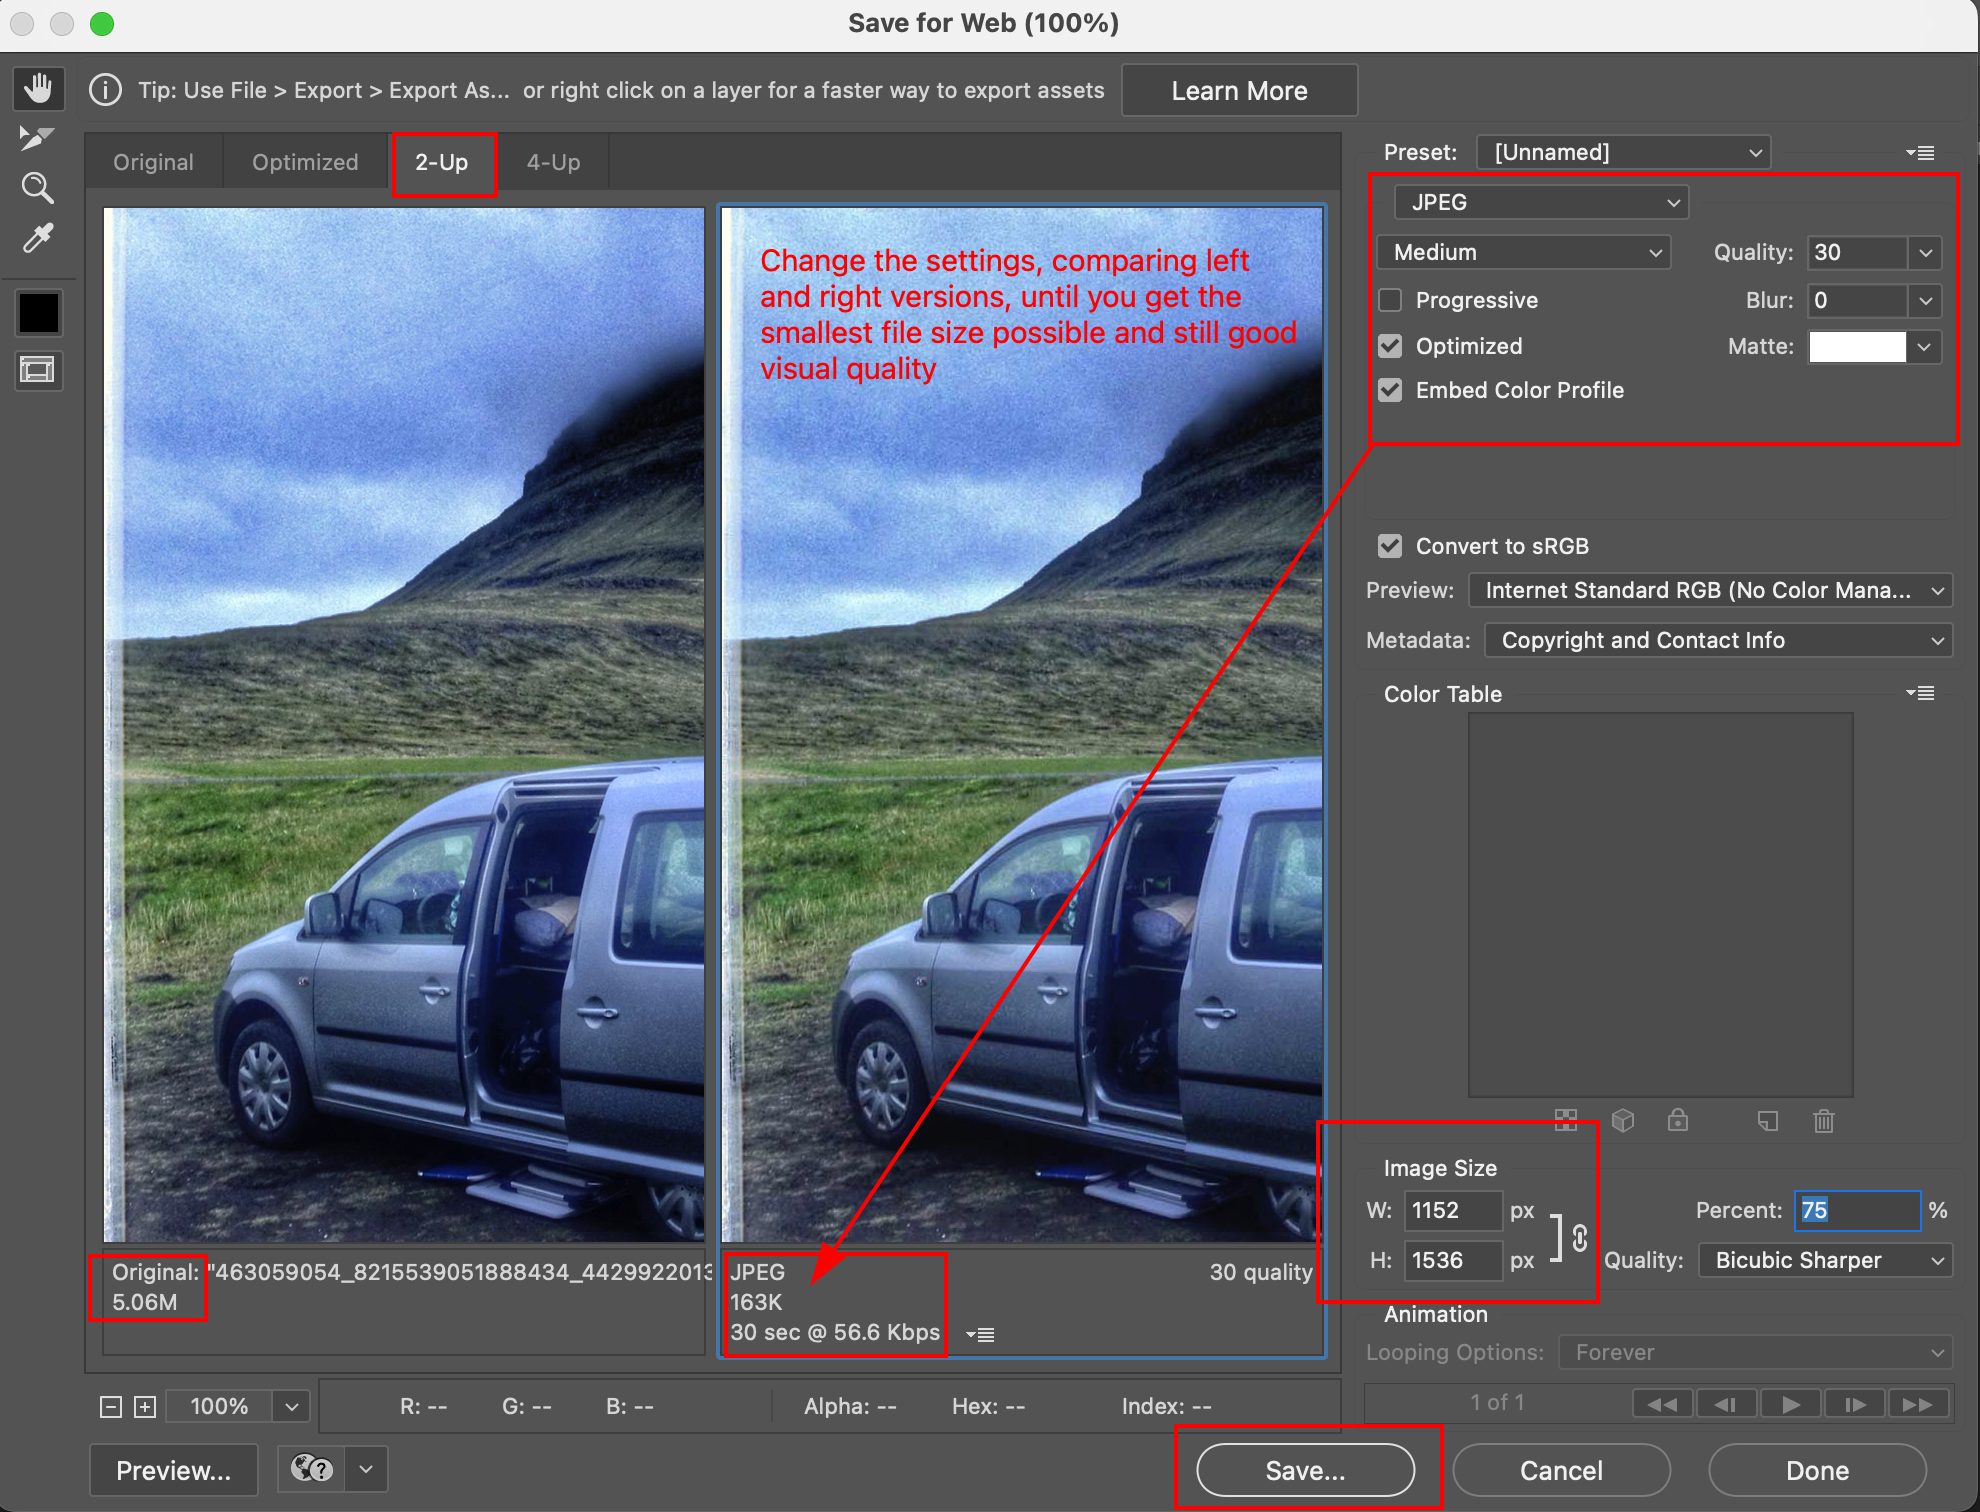 Save for Web (100%)
Tip: Use File > Export > Export As... or right click on a layer for a faster way to export assets
Learn More
Original
Optimized
2-Up
4-Up
Change the settings, comparing left
and right versions, until you get the
smallest file size possible and still good
visual quality
Original: "463059054_8215539051888434_4429922013
5.06M
JPEG
30 quality
163K
30 sec @ 56.6 Kbps
Preset: [Unnamed]
JPEG
Medium
Quality: 30
Progressive
Blur: 0
Optimized
Matte:
Embed Color Profile
Convert to sRGB
Preview: Internet Standard RGB (No Color Mana...
Metadata: Copyright and Contact Info
Color Table
Image Size
W: 1152 px
Percent: 75 %
H: 1536 px
Quality: Bicubic Sharper
Animation
Looping Options: Forever
1 of 1
100%
R: --
G: --
B: --
Alpha: --
Hex: --
Index: --
Preview...
?
Save...
Cancel
Done